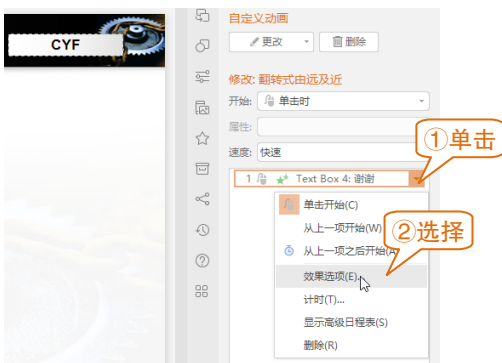 CYF
自定义动画
更改
删除
修改: 翻转式由远及近
开始: 单击时
属性:
速度: 快速
①单击
1 Text Box 4: 谢谢
单击开始(C)
从上一项开始(W)
②选择
从上一项之后开始(A
效果选项(E)...
计时(T)...
显示高级日程表(S)
删除(R)